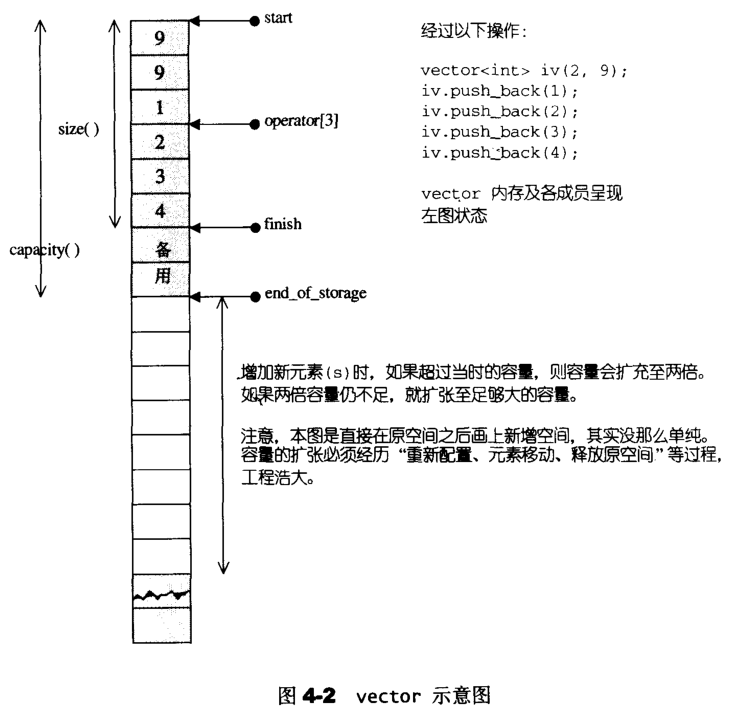 start
经过以下操作：
9
9
vector<int> iv(2, 9);
iv.push_back(1);
1
operator[3]
iv.push_back(2);
size( )
iv.push_back(3);
2
iv.push_back(4);
3
vector 内存及各成员呈现
4
左图状态
finish
capacity( )
备
用
end_of_storage
增加新元素(s)时，如果超过当时的容量，则容量会扩充至两倍。
如果两倍容量仍不足，就扩张至足够大的容量。
注意，本图是直接在原空间之后画上新增空间，其实没那么单纯。
容量的扩张必须经历“重新配置、元素移动、释放原空间”等过程，
工程浩大。
图 4-2 vector 示意图